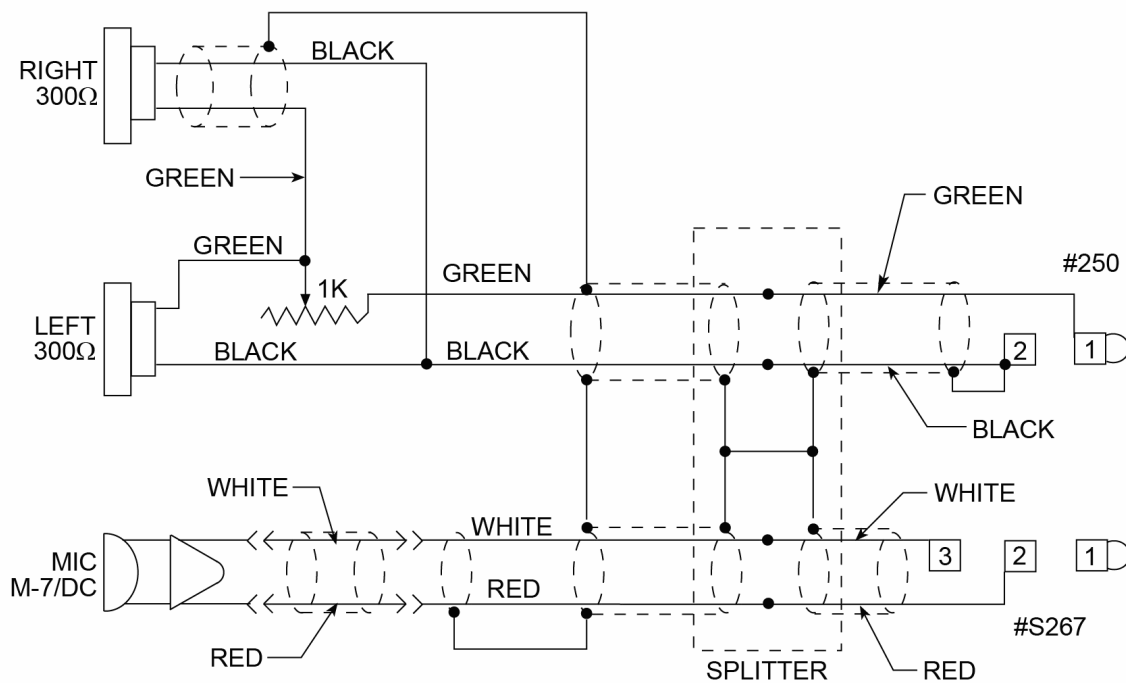 RIGHT
300Ω
BLACK
GREEN
GREEN
1K
GREEN
GREEN
#250
LEFT
300Ω
BLACK
BLACK
2
1
BLACK
WHITE
WHITE
WHITE
MIC
M-7/DC
3
2
1
RED
#S267
RED
SPLITTER
RED